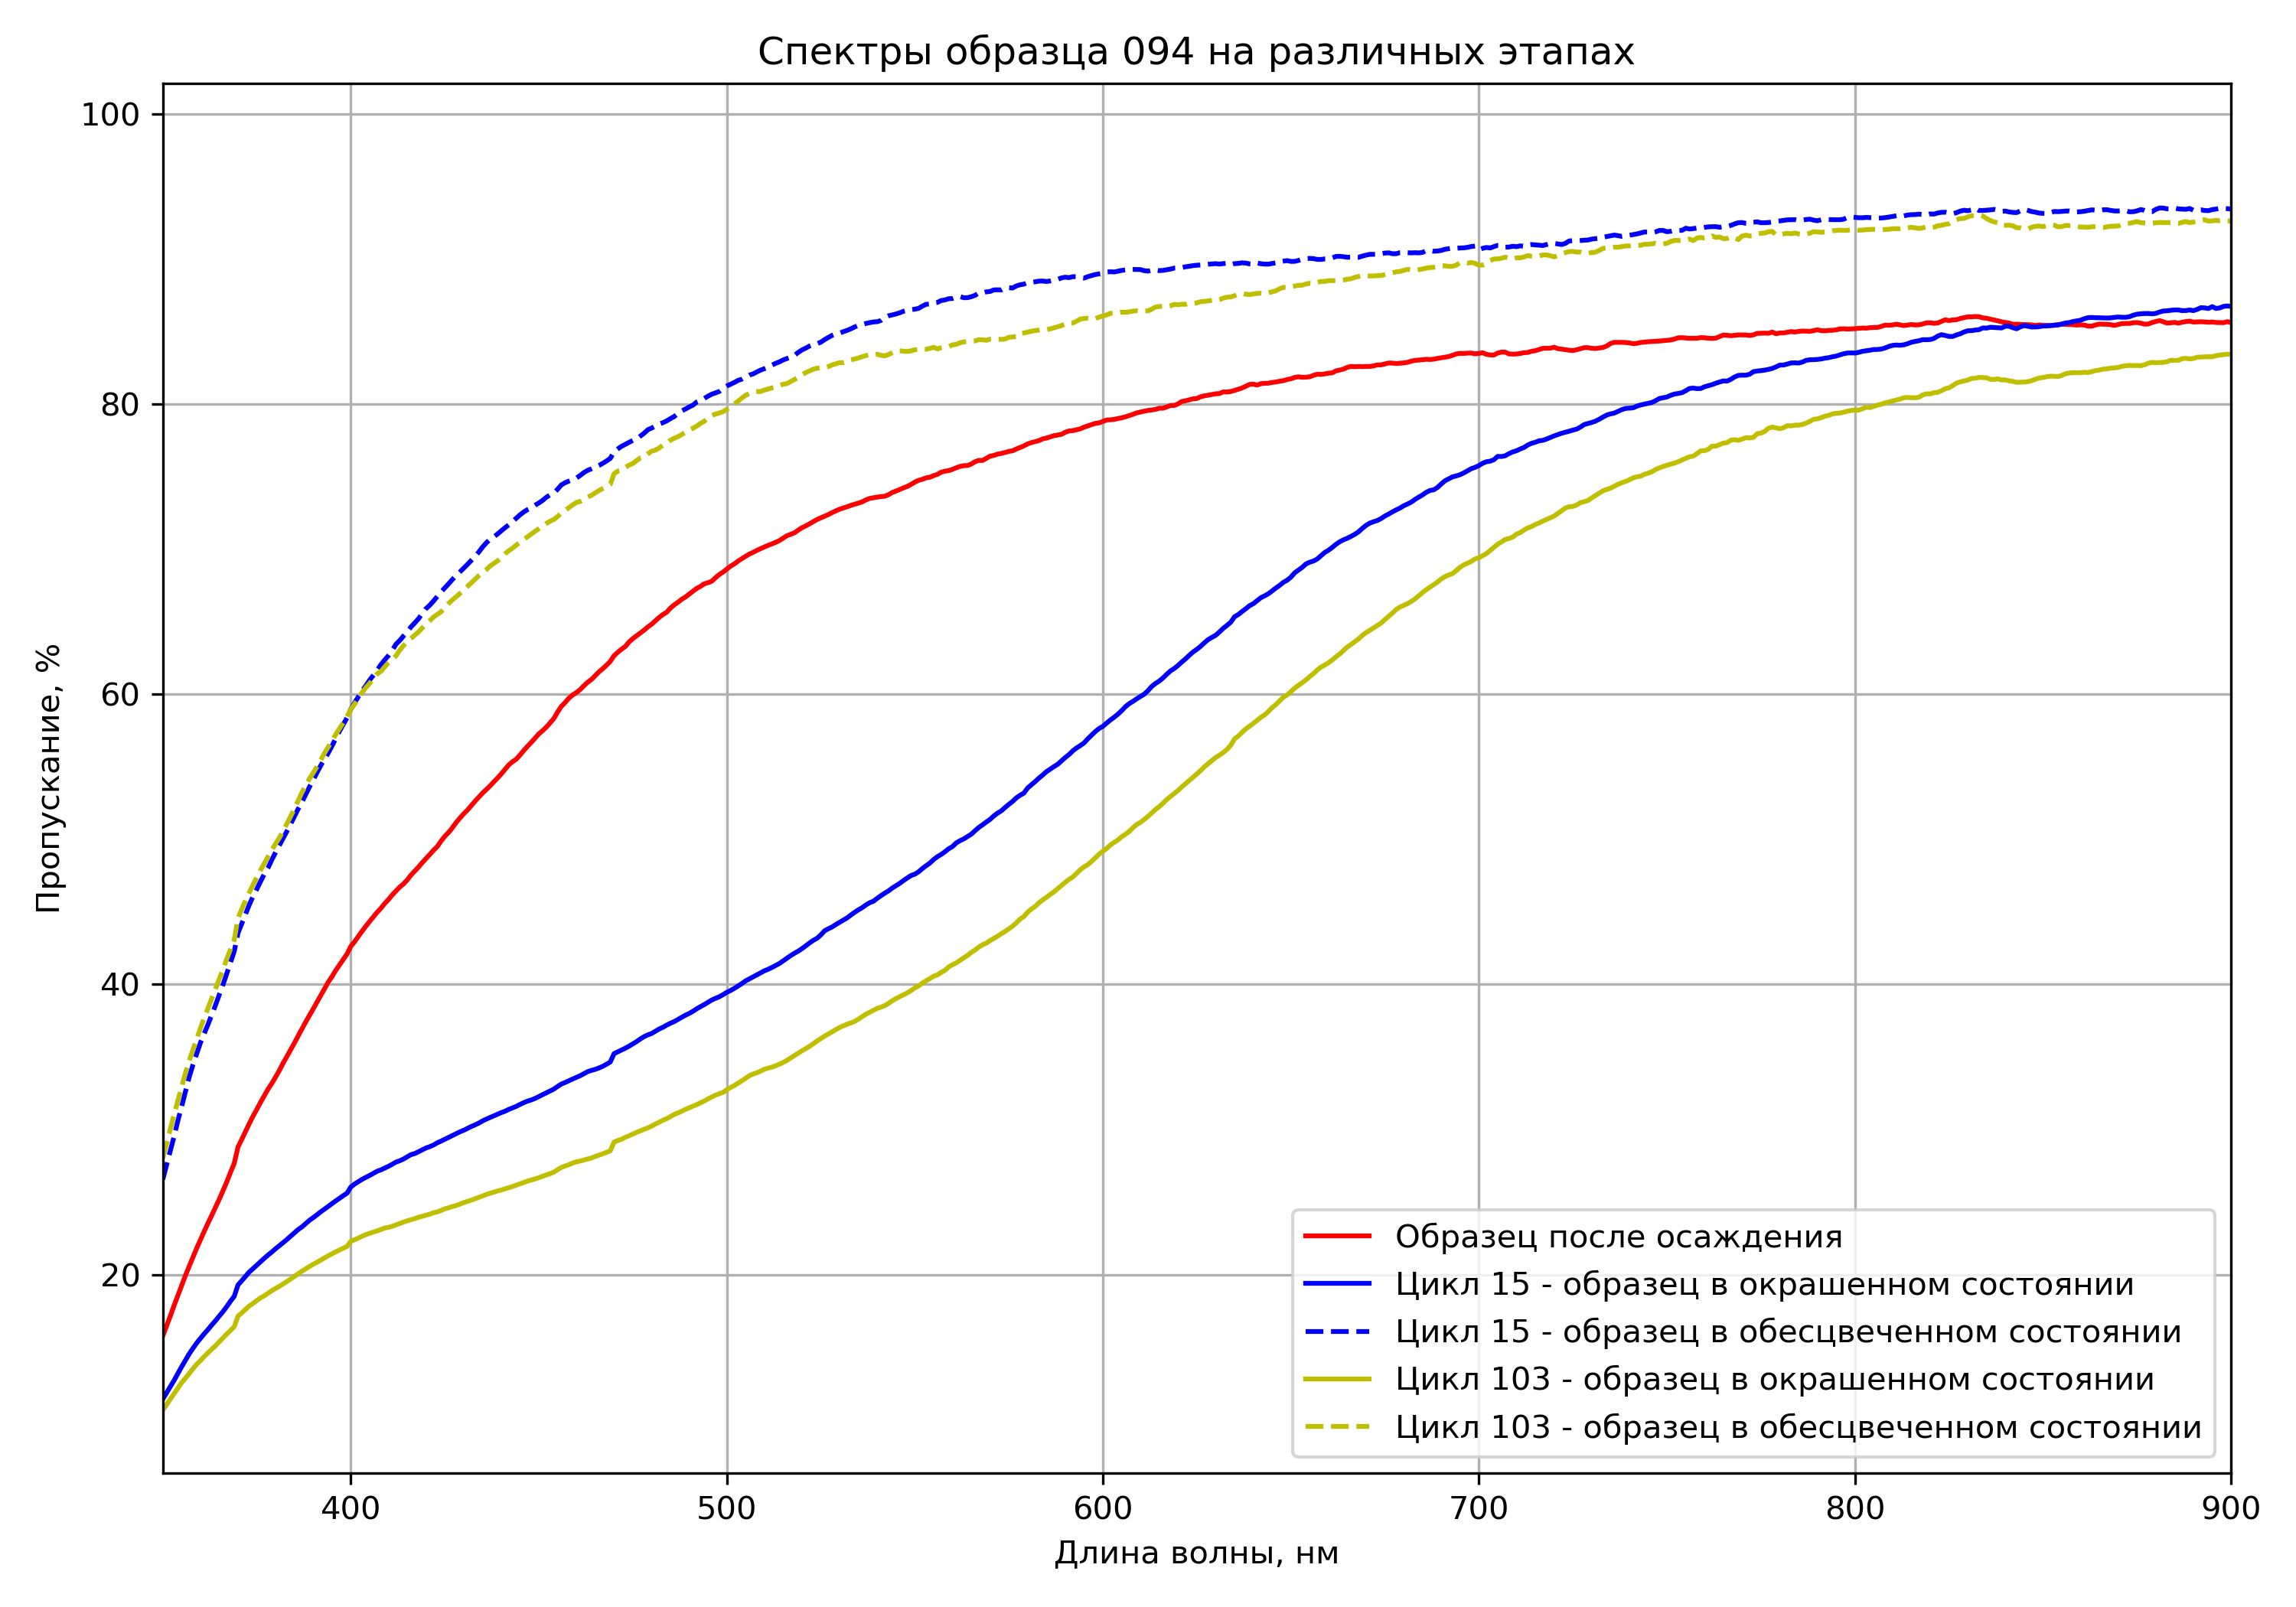 Спектры образца 094 на различных этапах
100
80
60
40
20
Пропускание, %
400 500 600 700 800 900
Длина волны, нм
Образец после осаждения
Цикл 15 - образец в окрашенном состоянии
Цикл 15 - образец в обесцвеченном состоянии
Цикл 103 - образец в окрашенном состоянии
Цикл 103 - образец в обесцвеченном состоянии